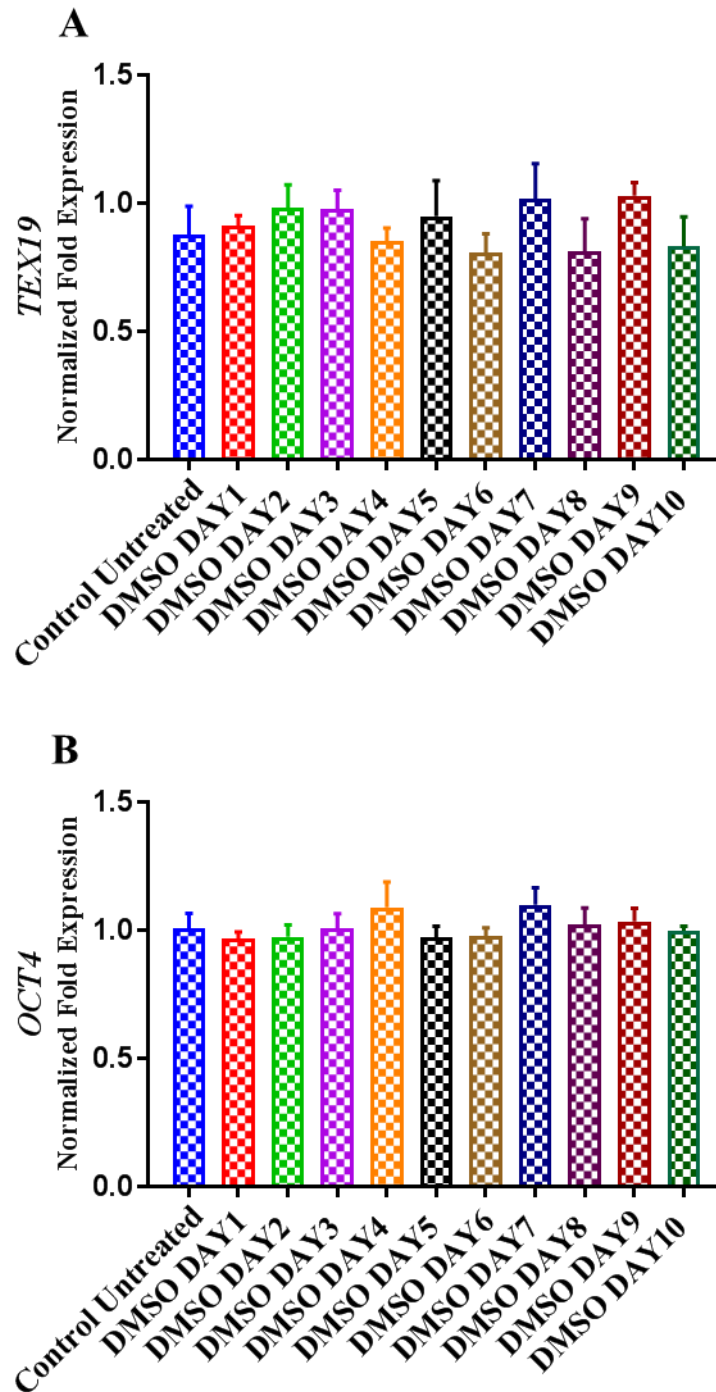 A
TEX19
Normalized Fold Expression
1.5
1.0
0.5
0.0
Control Untreated
DMSO DAY1
DMSO DAY2
DMSO DAY3
DMSO DAY4
DMSO DAY5
DMSO DAY6
DMSO DAY7
DMSO DAY8
DMSO DAY9
DMSO DAY10
B
OCT4
Normalized Fold Expression
1.5
1.0
0.5
0.0
Control Untreated
DMSO DAY1
DMSO DAY2
DMSO DAY3
DMSO DAY4
DMSO DAY5
DMSO DAY6
DMSO DAY7
DMSO DAY8
DMSO DAY9
DMSO DAY10